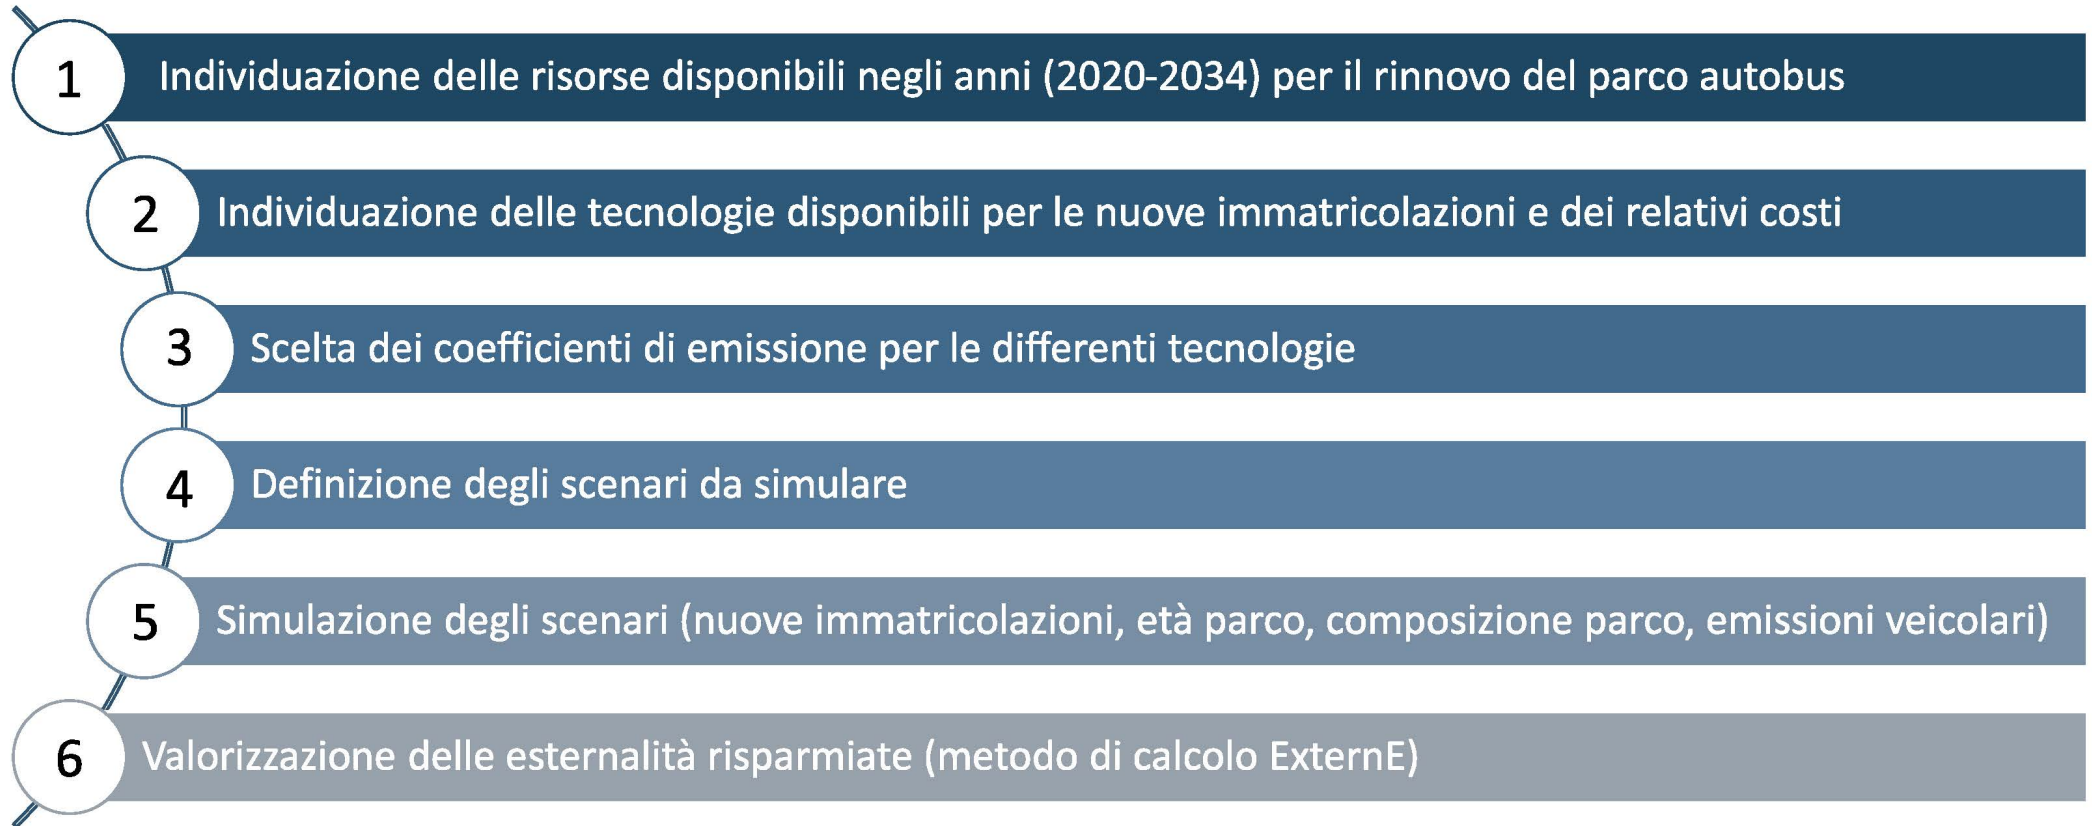 1 Individuazione delle risorse disponibili negli anni (2020-2034) per il rinnovo del parco autobus
2 Individuazione delle tecnologie disponibili per le nuove immatricolazioni e dei relativi costi
3 Scelta dei coefficienti di emissione per le differenti tecnologie
4 Definizione degli scenari da simulare
5 Simulazione degli scenari (nuove immatricolazioni, età parco, composizione parco, emissioni veicolari)
6 Valorizzazione delle esternalità risparmiate (metodo di calcolo ExternE)